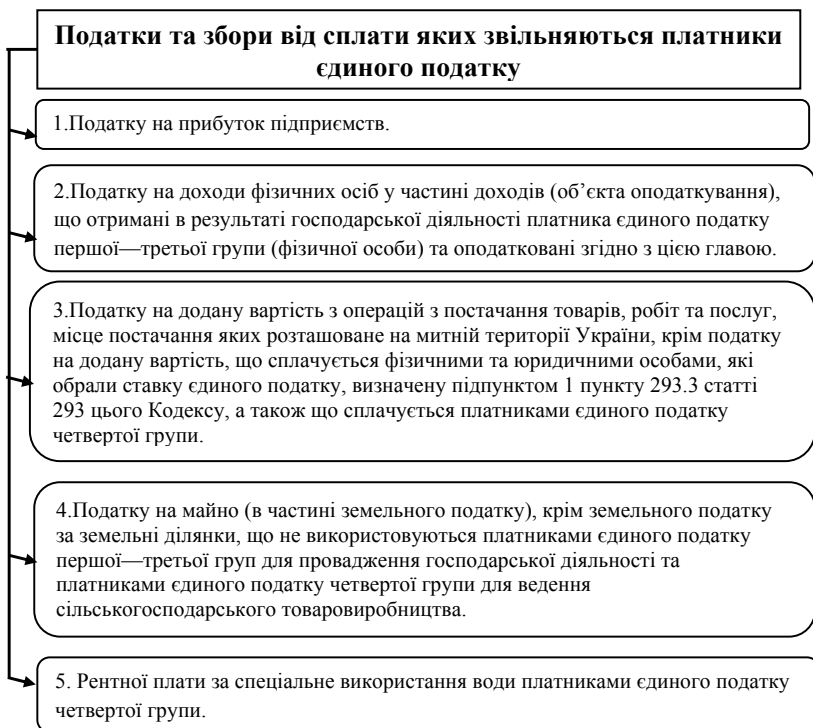 Податки та збори від сплати яких звільняються платники
єдиного податку
1.Податку на прибуток підприємств.
2.Податку на доходи фізичних осіб у частині доходів (об’єкта оподаткування),
що отримані в результаті господарської діяльності платника єдиного податку
першої—третьої групи (фізичної особи) та оподатковані згідно з цією главою.
3.Податку на додану вартість з операцій з постачання товарів, робіт та послуг,
місце постачання яких розташоване на митній території України, крім податку
на додану вартість, що сплачується фізичними та юридичними особами, які
обрали ставку єдиного податку, визначену підпунктом 1 пункту 293.3 статті
293 цього Кодексу, а також що сплачується платниками єдиного податку
четвертої групи.
4.Податку на майно (в частині земельного податку), крім земельного податку
за земельні ділянки, що не використовуються платниками єдиного податку
першої—третьої груп для провадження господарської діяльності та
платниками єдиного податку четвертої групи для ведення
сільськогосподарського товаровиробництва.
5. Рентної плати за спеціальне використання води платниками єдиного податку
четвертої групи.